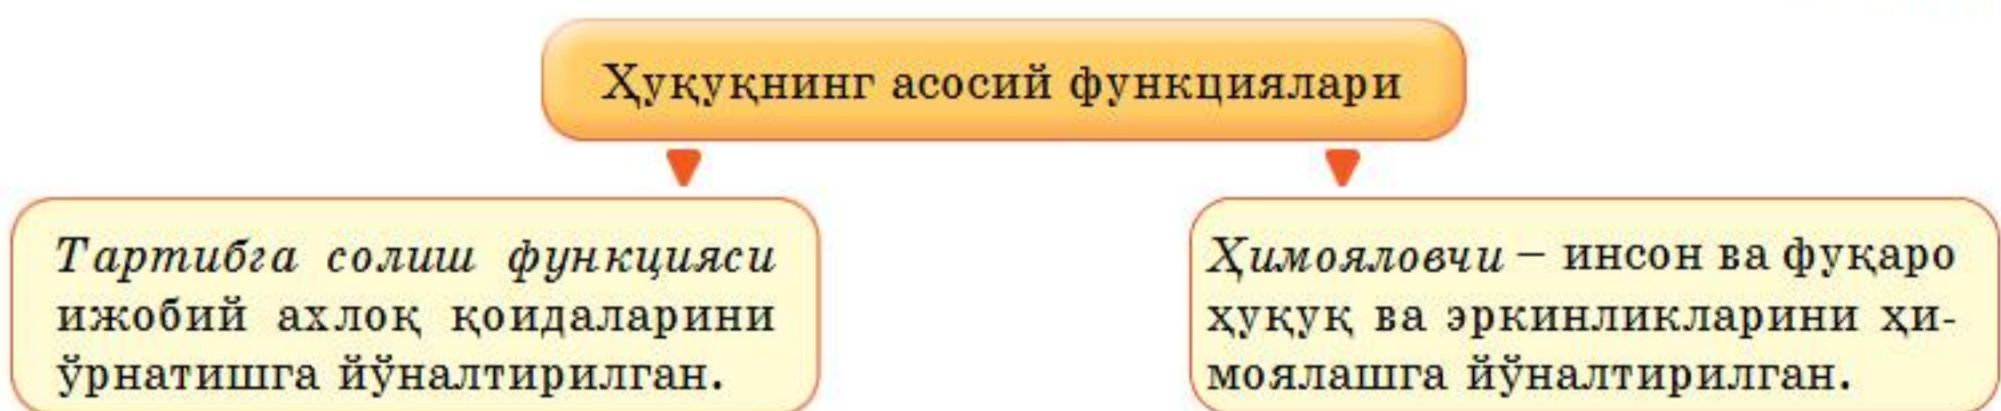 Ҳуқуқнинг асосий функциялари
Тартибга солиш функцияси
ижобий ахлоқ қоидаларини
ўрнатишга йўналтирилган.
Ҳимояловчи – инсон ва фуқаро
ҳуқуқ ва эркинликларини ҳи-
моялашга йўналтирилган.